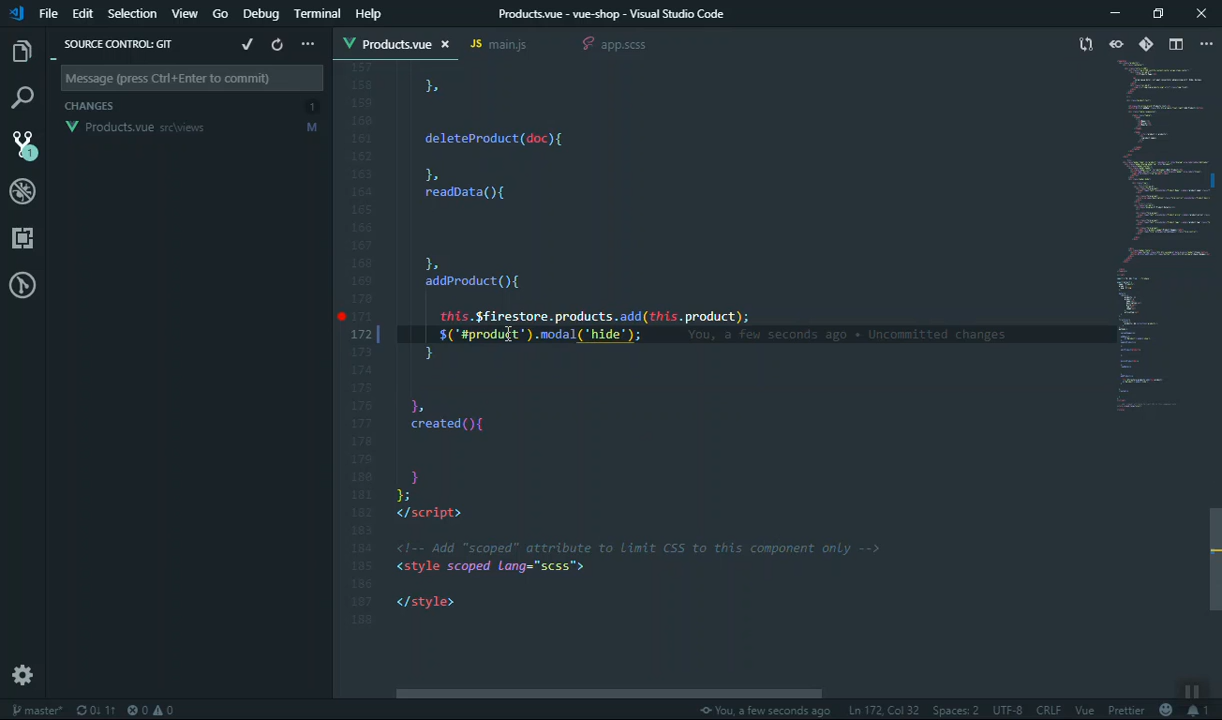 File Edit Selection View Go Debug Terminal Help Products.vue - vue-shop - Visual Studio Code
SOURCE CONTROL: GIT
Products.vue
JS main.js
app.scss
Message (press Ctrl+Enter to commit)
CHANGES 1
Products.vue src\views M
1
157
158 },
159
160
161 deleteProduct(doc){
162
163 },
164 readData(){
165
166
167
168 },
169 addProduct(){
170
171 this.$firestore.products.add(this.product);
172 $('#product').modal('hide'); You, a few seconds ago • Uncommitted changes
173 }
174
175
176 },
177 created(){
178
179
180 }
181 };
182 </script>
183
184 <!-- Add "scoped" attribute to limit CSS to this component only -->
185 <style scoped lang="scss">
186
187 </style>
188
master* 0↓ 1↑ 0 0 You, a few seconds ago Ln 172, Col 32 Spaces: 2 UTF-8 CRLF Vue Prettier 1